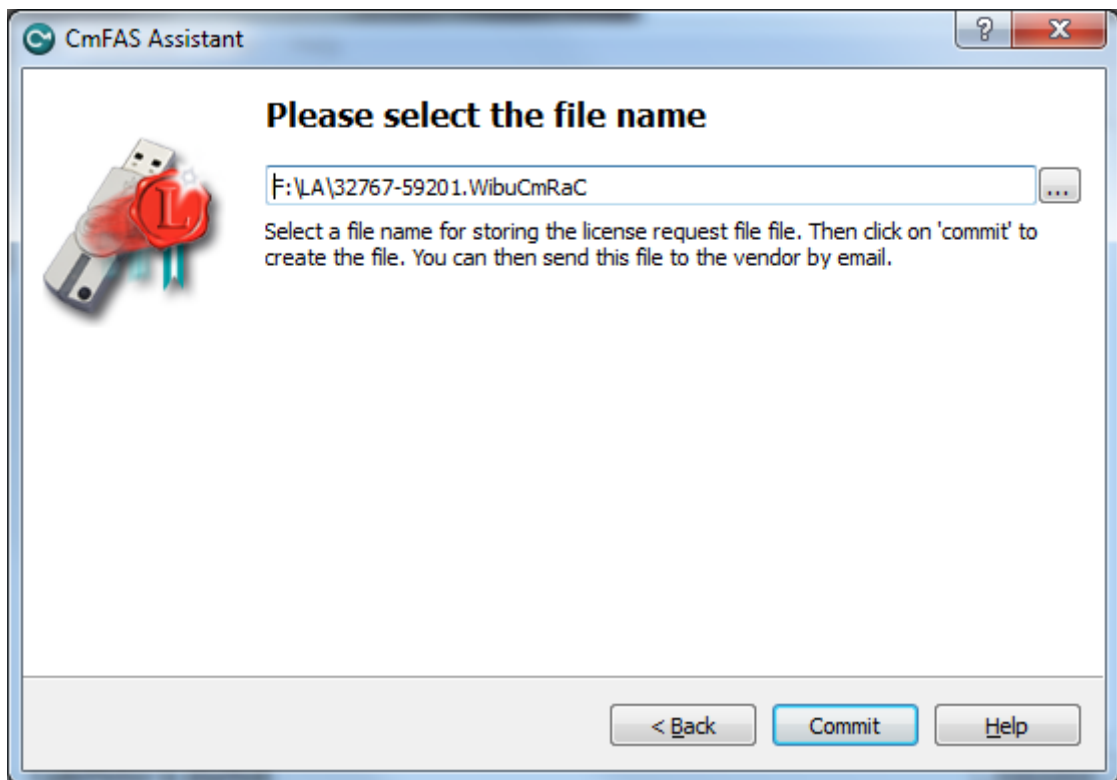 CmFAS Assistant
?
X
Please select the file name
F:\LA\32767-59201.WibuCmRaC
...
Select a file name for storing the license request file file. Then click on 'commit' to
create the file. You can then send this file to the vendor by email.
L
< Back
Commit
Help